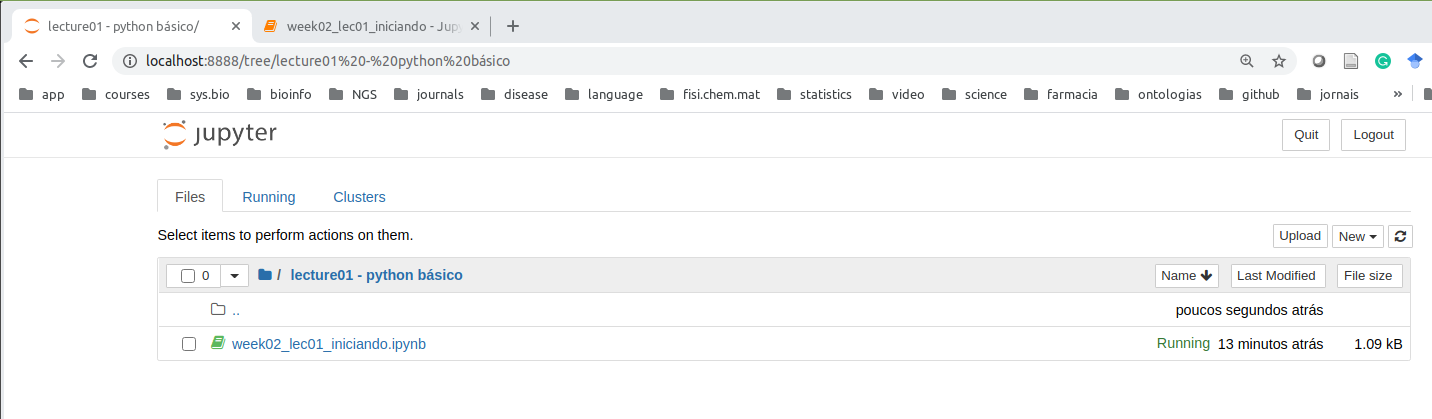 lecture01 - python básico/ week02_lec01_iniciando - Jup
localhost:8888/tree/lecture01%20-%20python%20básico
app courses sys.bio bioinfo NGS journals disease language fisi.chem.mat statistics video science farmacia ontologias github jornais »
jupyter Quit Logout
Files Running Clusters
Select items to perform actions on them. Upload New
0 / lecture01 - python básico Name Last Modified File size
.. poucos segundos atrás
week02_lec01_iniciando.ipynb Running 13 minutos atrás 1.09 kB